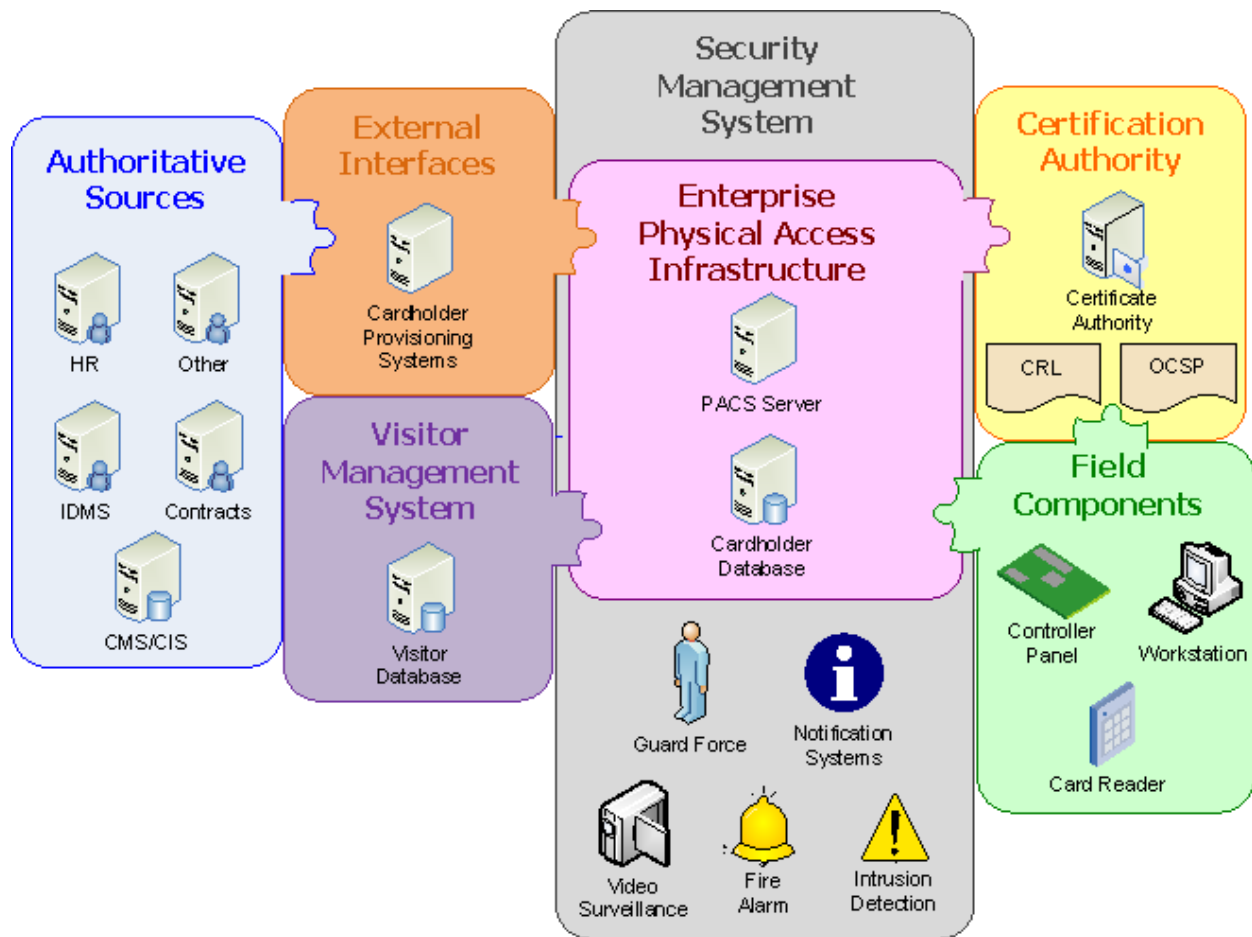 Security
Management
System
External
Interfaces
Certification
Authority
Authoritative
Sources
Enterprise
Physical Access
Infrastructure
Cardholder
Provisioning
Systems
Certificate
Authority
HR
Other
CRL
OCSP
PACS Server
Visitor
Management
System
Field
Components
IDMS
Contracts
Cardholder
Database
CMS/CIS
Visitor
Database
Controller
Panel
Workstation
Guard Force
Notification
Systems
Card Reader
Video
Surveillance
Fire
Alarm
Intrusion
Detection